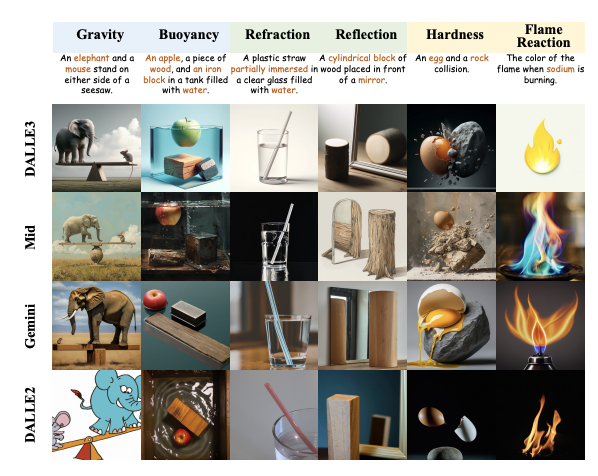 Gravity Buoyancy Refraction Reflection Hardness Flame Reaction
An elephant and a mouse stand on either side of a seesaw.
An apple, a piece of wood, and an iron block in a tank filled with water.
A plastic straw partially immersed in a clear glass filled with water.
A cylindrical block of wood placed in front of a mirror.
An egg and a rock collision.
The color of the flame when sodium is burning.
DALLE3
Mid
Gemini
DALLE2